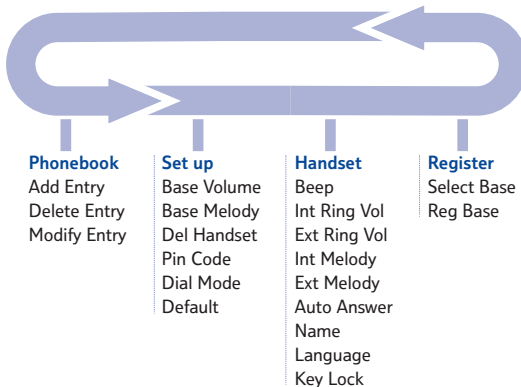 Phonebook
Add Entry
Delete Entry
Modify Entry
Set up
Base Volume
Base Melody
Del Handset
Pin Code
Dial Mode
Default
Handset
Beep
Int Ring Vol
Ext Ring Vol
Int Melody
Ext Melody
Auto Answer
Name
Language
Key Lock
Register
Select Base
Reg Base